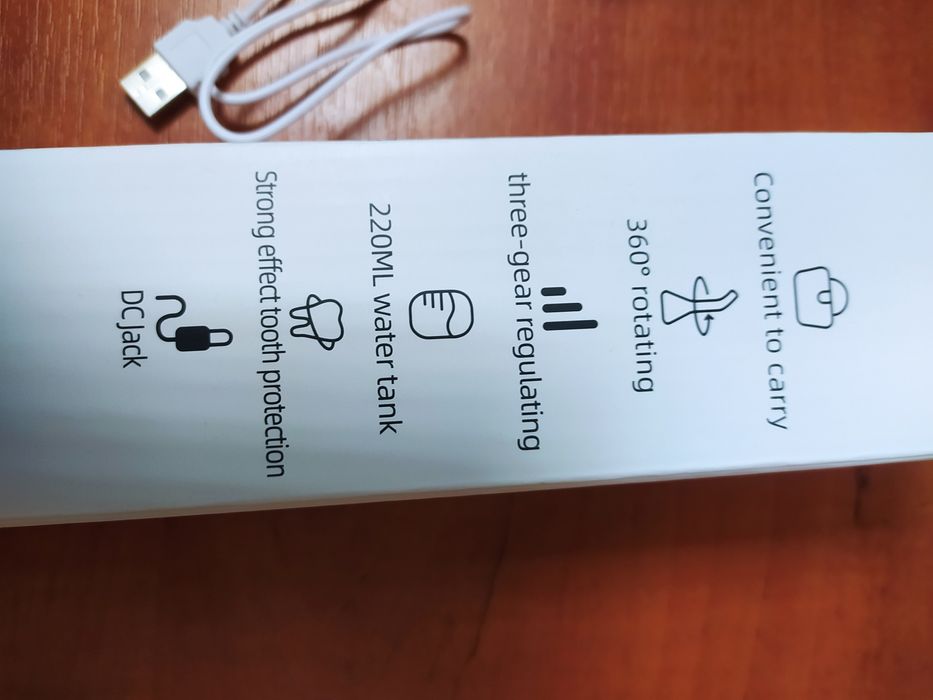 Convenient to carry
360° rotating
three-gear regulating
220ML water tank
Strong effect tooth protection
DC Jack